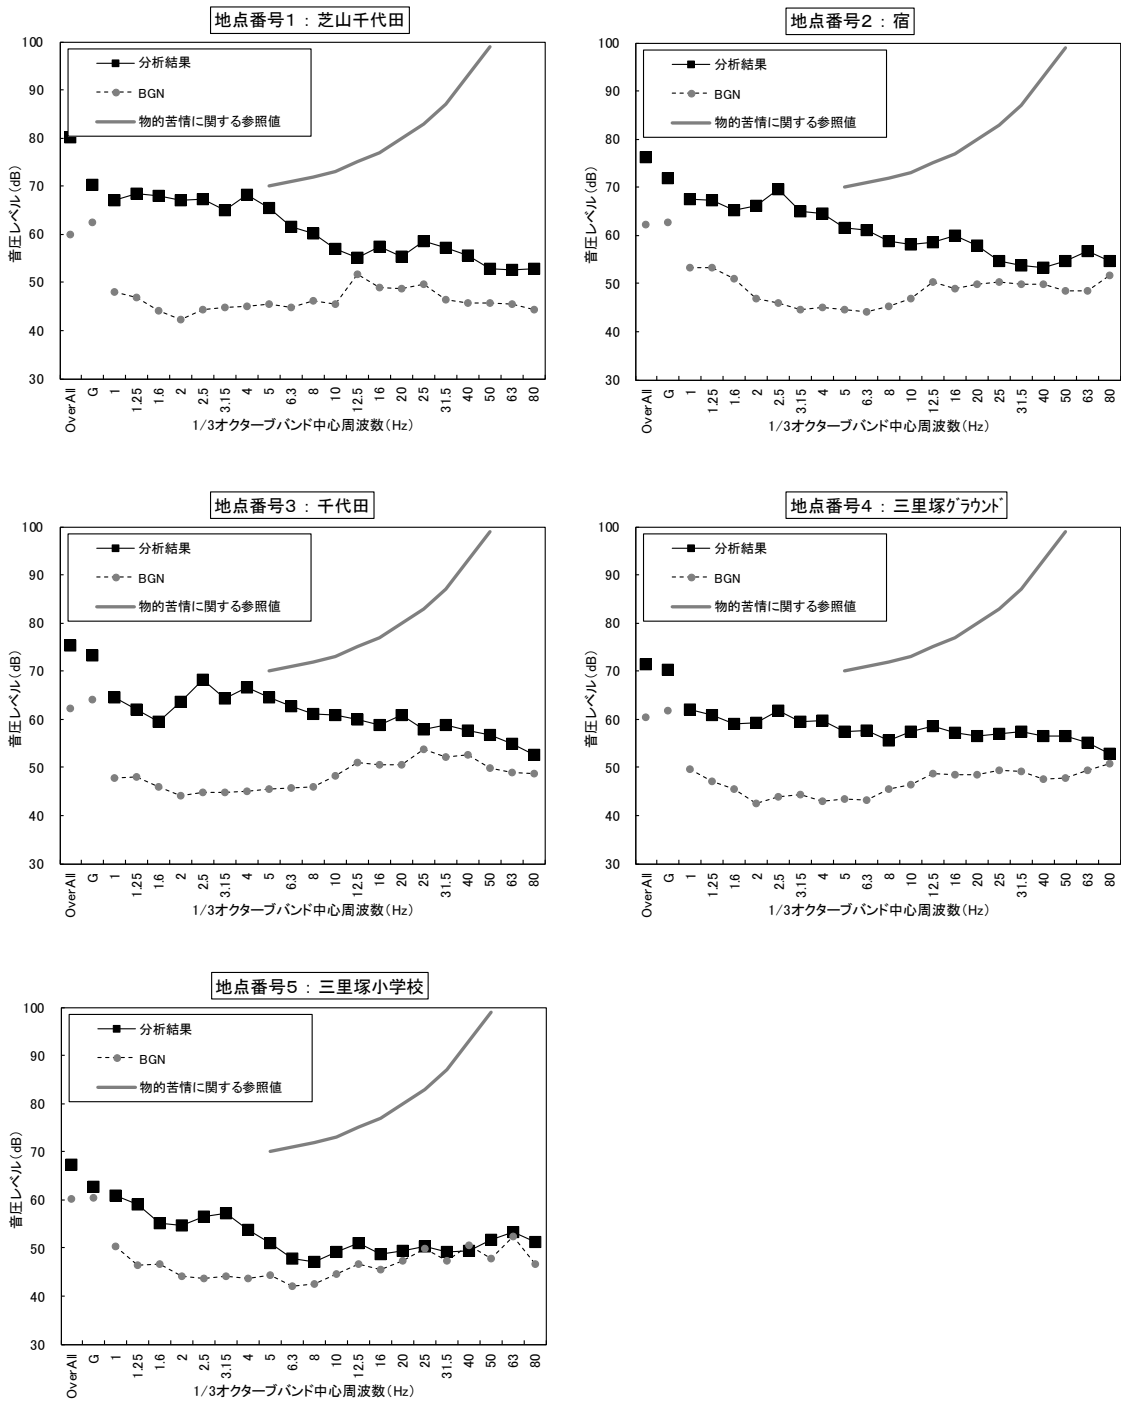 地点番号1 : 芝山千代田
分析結果
BGN
物的苦情に関する参照値
音圧レベル(dB)
100
90
80
70
60
50
40
30
OverAll G 1 1.25 1.6 2 2.5 3.15 4 5 6.3 8 10 12.5 16 20 25 31.5 40 50 63 80
1/3オクターブバンド中心周波数(Hz)
地点番号2 : 宿
分析結果
BGN
物的苦情に関する参照値
音圧レベル(dB)
100
90
80
70
60
50
40
30
OverAll G 1 1.25 1.6 2 2.5 3.15 4 5 6.3 8 10 12.5 16 20 25 31.5 40 50 63 80
1/3オクターブバンド中心周波数(Hz)
地点番号3 : 千代田
分析結果
BGN
物的苦情に関する参照値
音圧レベル(dB)
100
90
80
70
60
50
40
30
OverAll G 1 1.25 1.6 2 2.5 3.15 4 5 6.3 8 10 12.5 16 20 25 31.5 40 50 63 80
1/3オクターブバンド中心周波数(Hz)
地点番号4 : 三里塚ｸﾞﾗｳﾝﾄﾞ
分析結果
BGN
物的苦情に関する参照値
音圧レベル(dB)
100
90
80
70
60
50
40
30
OverAll G 1 1.25 1.6 2 2.5 3.15 4 5 6.3 8 10 12.5 16 20 25 31.5 40 50 63 80
1/3オクターブバンド中心周波数(Hz)
地点番号5 : 三里塚小学校
分析結果
BGN
物的苦情に関する参照値
音圧レベル(dB)
100
90
80
70
60
50
40
30
OverAll G 1 1.25 1.6 2 2.5 3.15 4 5 6.3 8 10 12.5 16 20 25 31.5 40 50 63 80
1/3オクターブバンド中心周波数(Hz)